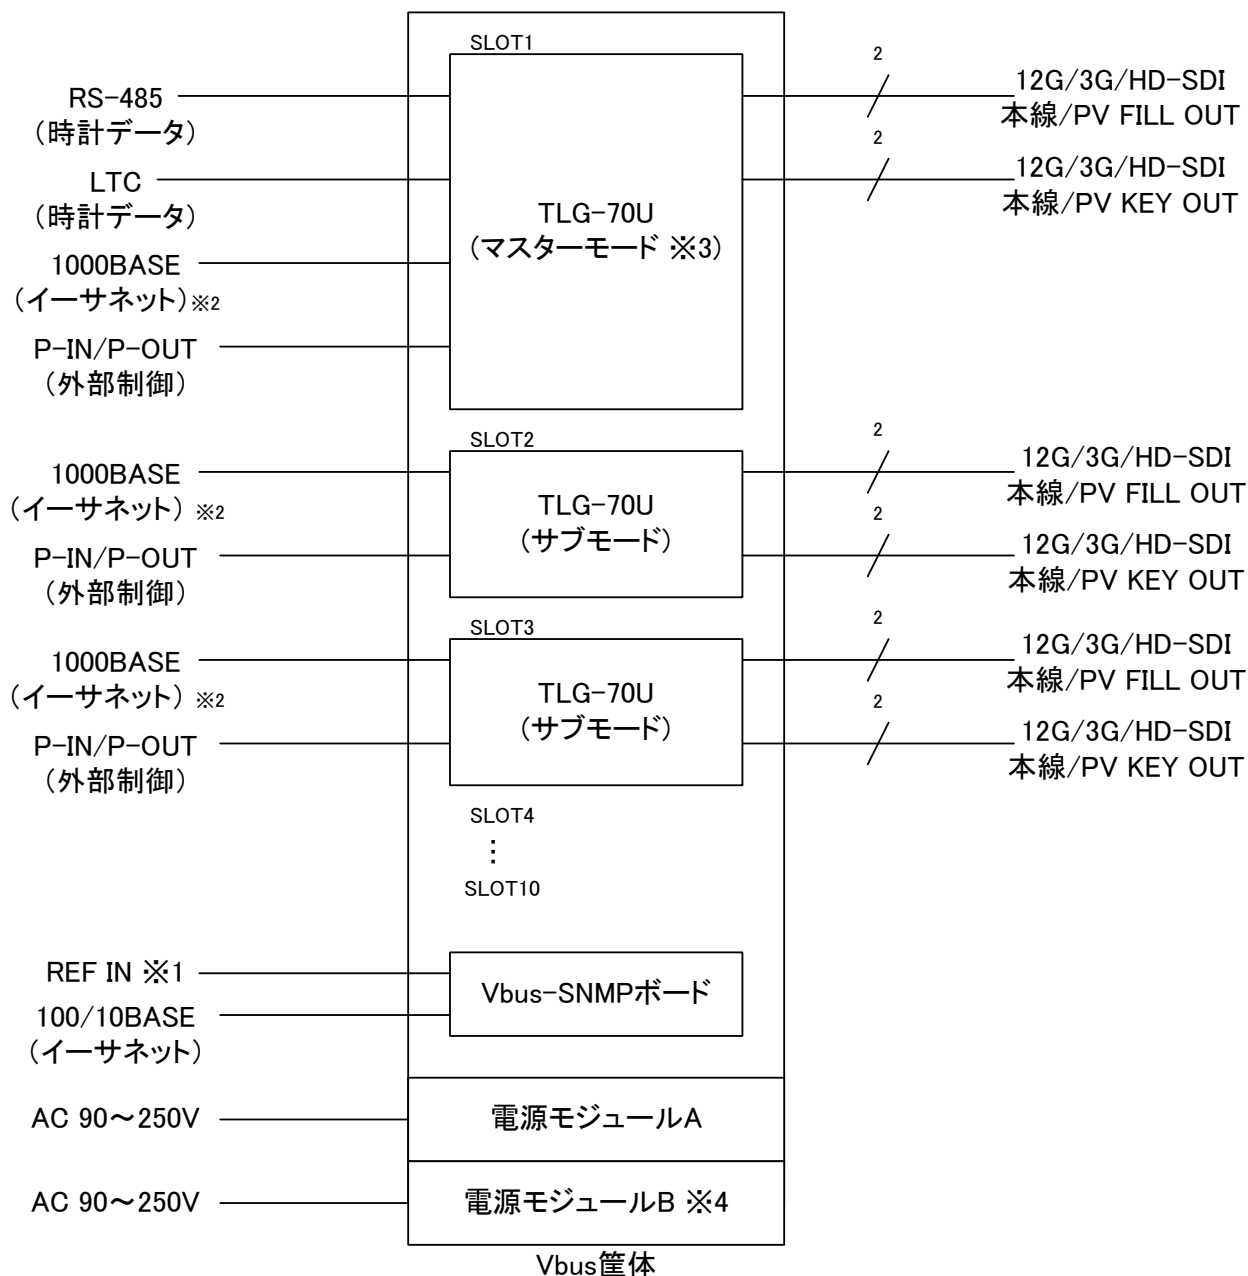 SLOT1
RS-485
（時計データ）
LTC
（時計データ）
1000BASE
（イーサネット）※2
P-IN/P-OUT
（外部制御）
TLG-70U
（マスターモード ※3）
2
12G/3G/HD-SDI
本線/PV FILL OUT
2
12G/3G/HD-SDI
本線/PV KEY OUT
SLOT2
1000BASE
（イーサネット） ※2
P-IN/P-OUT
（外部制御）
TLG-70U
（サブモード）
2
12G/3G/HD-SDI
本線/PV FILL OUT
2
12G/3G/HD-SDI
本線/PV KEY OUT
SLOT3
1000BASE
（イーサネット） ※2
P-IN/P-OUT
（外部制御）
TLG-70U
（サブモード）
2
12G/3G/HD-SDI
本線/PV FILL OUT
2
12G/3G/HD-SDI
本線/PV KEY OUT
SLOT4
⋮
SLOT10
REF IN ※1
100/10BASE
（イーサネット）
Vbus-SNMPボード
AC 90～250V
電源モジュールA
AC 90～250V
電源モジュールB ※4
Vbus筐体